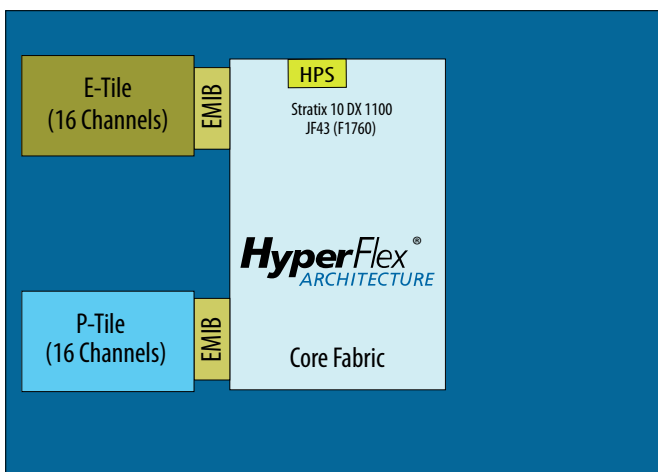 E-Tile
(16 Channels)
EMIB
HPS
Stratix 10 DX 1100
JF43 (F1760)
HyperFlex®
ARCHITECTURE
P-Tile
(16 Channels)
EMIB
Core Fabric